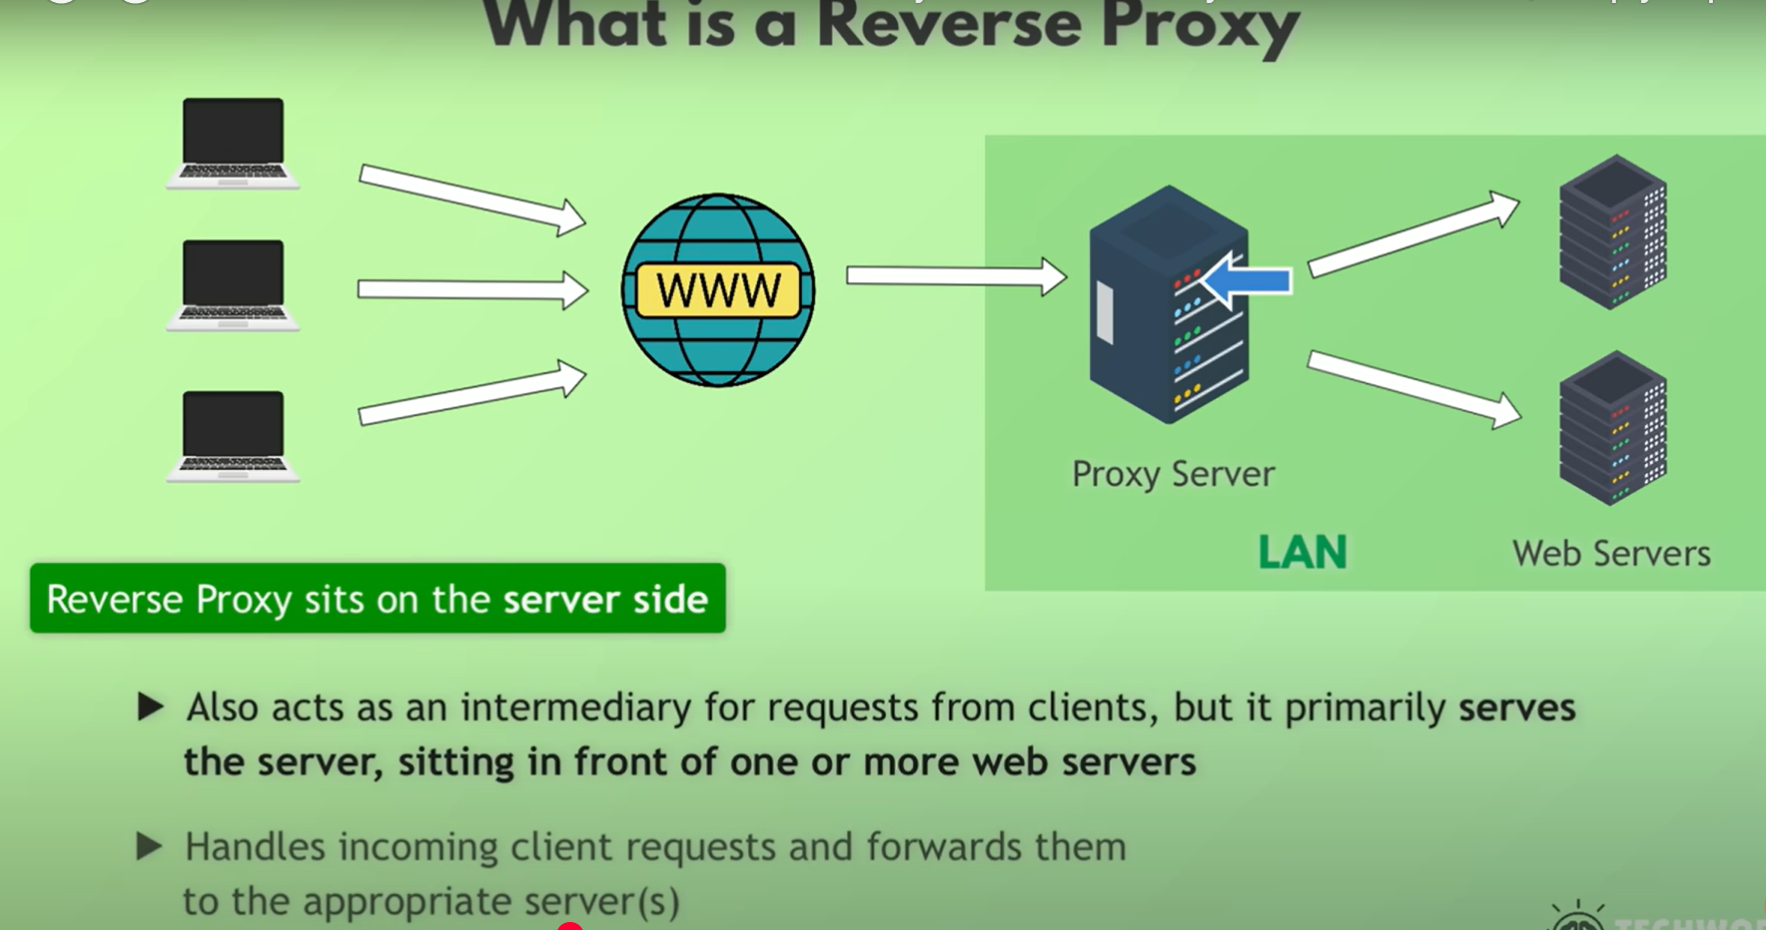 What is a Reverse Proxy
WWW
Proxy Server
LAN
Web Servers
Reverse Proxy sits on the server side
Also acts as an intermediary for requests from clients, but it primarily serves
the server, sitting in front of one or more web servers
Handles incoming client requests and forwards them
to the appropriate server(s)